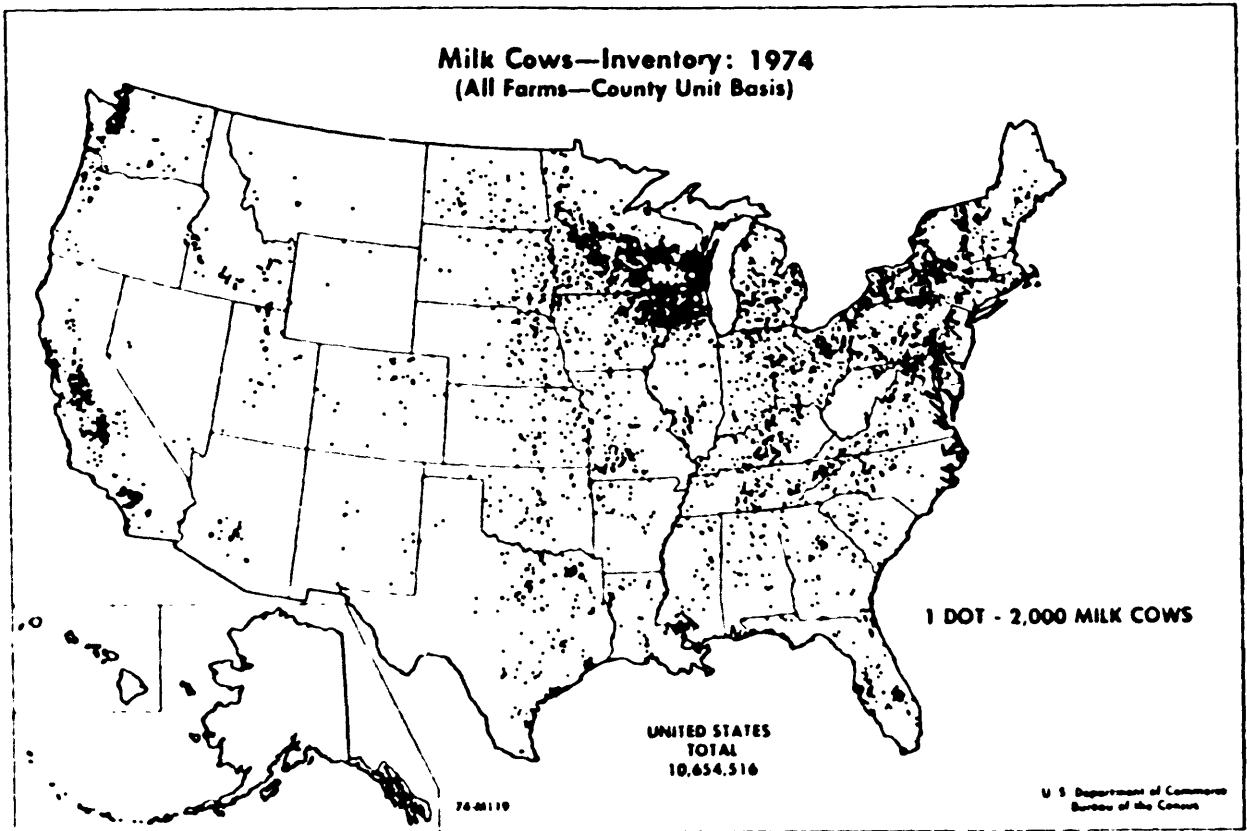 Milk Cows—Inventory: 1974
(All Farms—County Unit Basis)
1 DOT - 2,000 MILK COWS
UNITED STATES
TOTAL
10,654,516
74-M119
U S Department of Commerce
Bureau of the Census